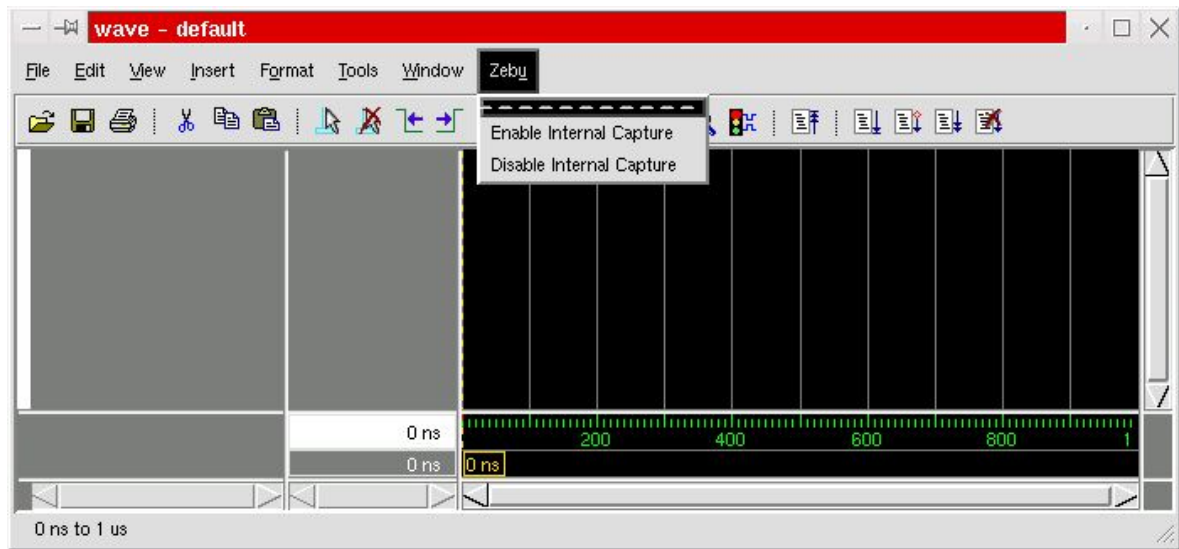 wave - default
File Edit View Insert Format Tools Window Zebu
Enable Internal Capture
Disable Internal Capture
0 ns
200 400 600 800 1
0 ns 0 ns
0 ns to 1 us